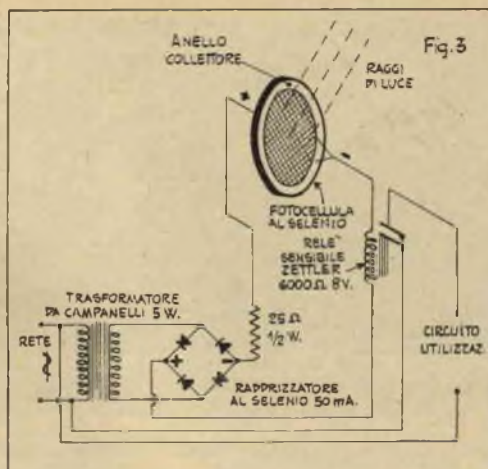 Fig.3
ANELLO
COLLETTORE
RAGGI
DI LUCE
+
-
FOTOCELLULA
AL SELENIO
RELE'
SENSIBILE
ZETTLER
6000Ω 8V.
TRASFORMATORE
DA CAMPANELLI 5 W.
RETE
25 Ω
1/2 W.
CIRCUITO
UTILIZZAZ.
+
-
RADDRIZZATORE
AL SELENIO 50 mA.